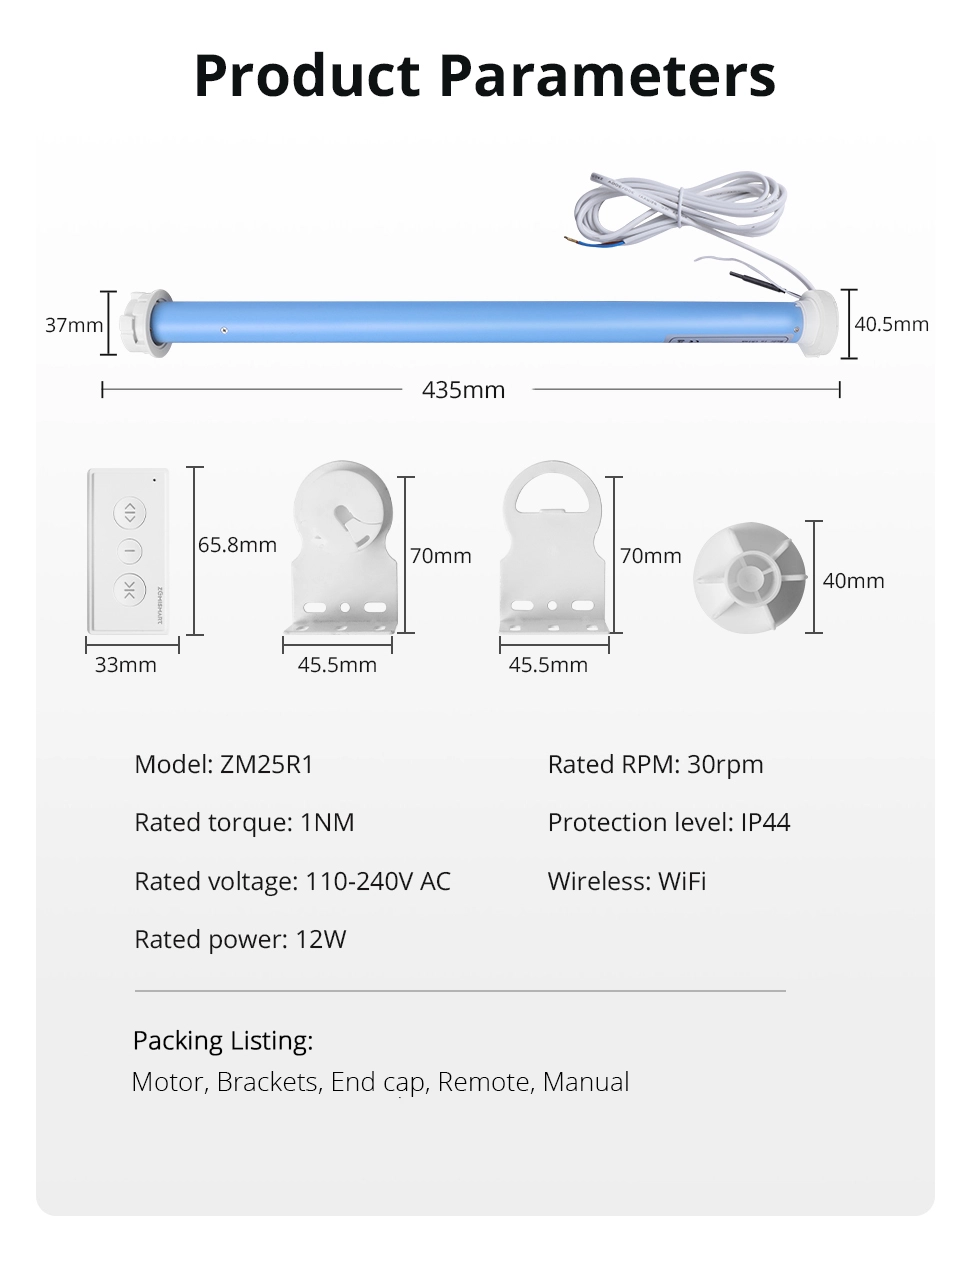 Product Parameters
37mm
40.5mm
435mm
65.8mm
70mm
70mm
40mm
ZEMISMART
33mm
45.5mm
45.5mm
Model: ZM25R1
Rated RPM: 30rpm
Rated torque: 1NM
Protection level: IP44
Rated voltage: 110-240V AC
Wireless: WiFi
Rated power: 12W
Packing Listing:
Motor, Brackets, End cap, Remote, Manual